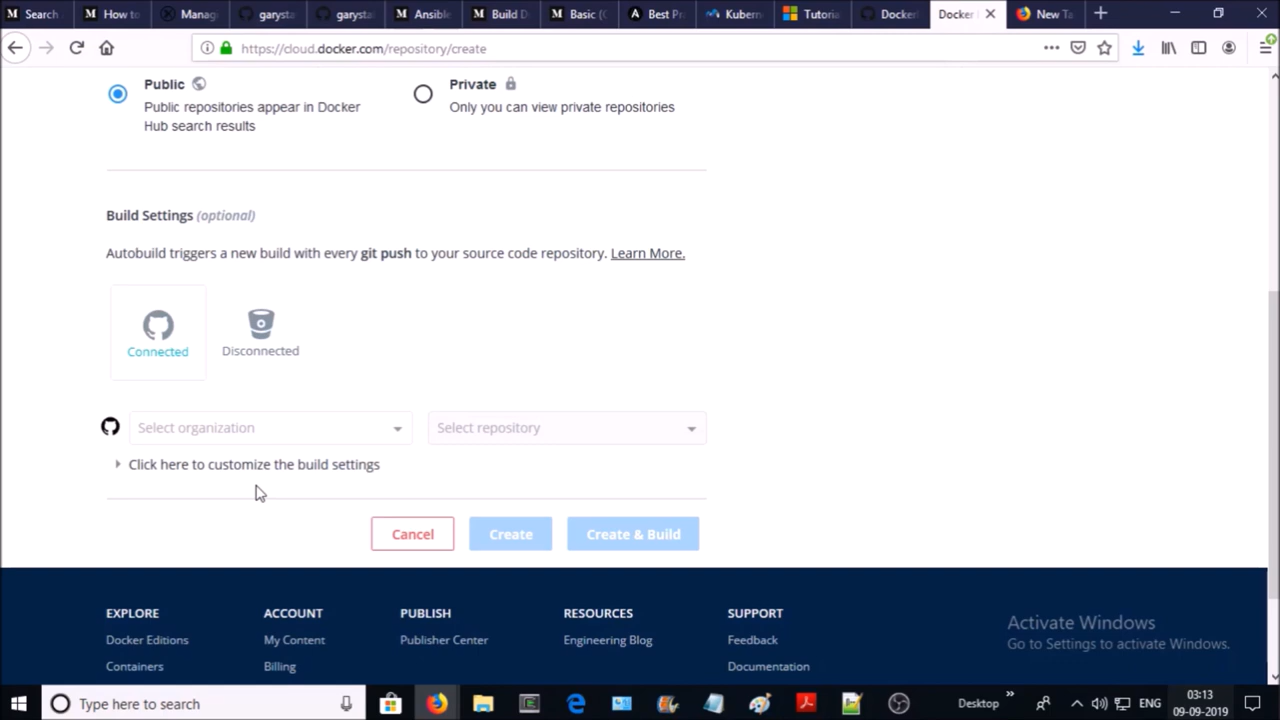 Search
How to
Manag
garysta
garysta
Ansible
Build D
Basic (C
Best Pr
Kubern
Tutoria
Docker
Docker
New Ta
https://cloud.docker.com/repository/create
Public
Public repositories appear in Docker
Hub search results
Private
Only you can view private repositories
Build Settings (optional)
Autobuild triggers a new build with every git push to your source code repository. Learn More.
Connected
Disconnected
Select organization
Select repository
Click here to customize the build settings
Cancel
Create
Create & Build
EXPLORE
Docker Editions
Containers
ACCOUNT
My Content
Billing
PUBLISH
Publisher Center
RESOURCES
Engineering Blog
SUPPORT
Feedback
Documentation
Activate Windows
Go to Settings to activate Windows.
Type here to search
Desktop
ENG
03:13
09-09-2019